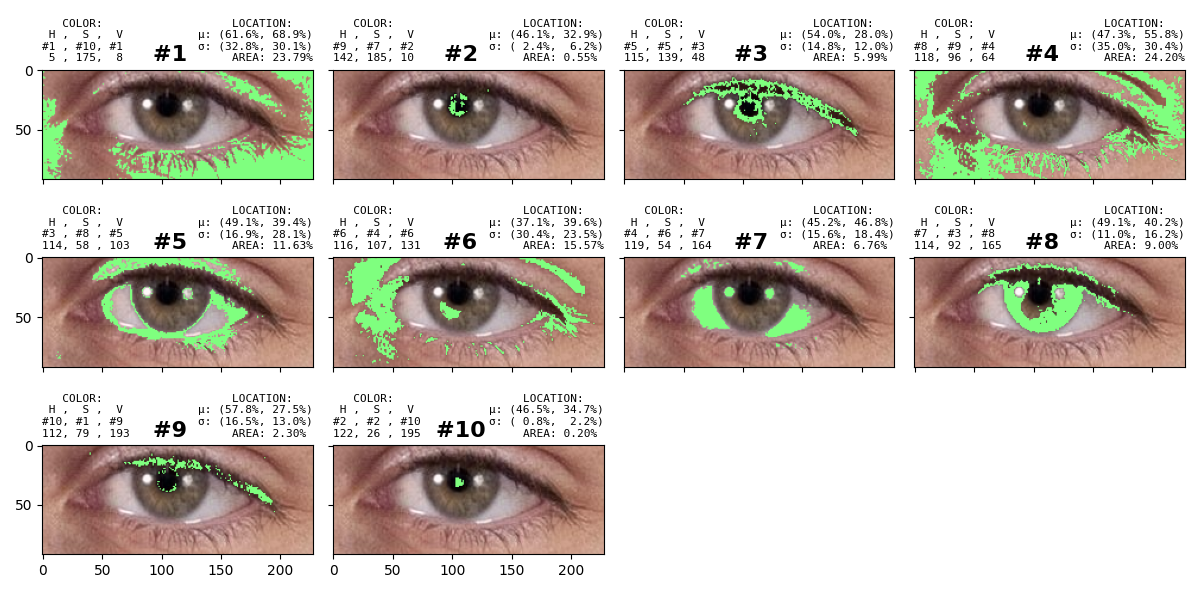 COLOR: LOCATION:
H , S , V μ: (61.6%, 68.9%)
#1 , #10, #1 #1 σ: (32.8%, 30.1%)
5 , 175, 8 AREA: 23.79%
COLOR: LOCATION:
H , S , V μ: (46.1%, 32.9%)
#9 , #7 , #2 #2 σ: ( 2.4%, 6.2%)
142, 185, 10 AREA: 0.55%
COLOR: LOCATION:
H , S , V μ: (54.0%, 28.0%)
#5 , #5 , #3 #3 σ: (14.8%, 12.0%)
115, 139, 48 AREA: 5.99%
COLOR: LOCATION:
H , S , V μ: (47.3%, 55.8%)
#8 , #9 , #4 #4 σ: (35.0%, 30.4%)
118, 96 , 64 AREA: 24.20%
0
50
COLOR: LOCATION:
H , S , V μ: (49.1%, 39.4%)
#3 , #8 , #5 #5 σ: (16.9%, 28.1%)
114, 58 , 103 AREA: 11.63%
COLOR: LOCATION:
H , S , V μ: (37.1%, 39.6%)
#6 , #4 , #6 #6 σ: (30.4%, 23.5%)
116, 107, 131 AREA: 15.57%
COLOR: LOCATION:
H , S , V μ: (45.2%, 46.8%)
#4 , #6 , #7 #7 σ: (15.6%, 18.4%)
119, 54 , 164 AREA: 6.76%
COLOR: LOCATION:
H , S , V μ: (49.1%, 40.2%)
#7 , #3 , #8 #8 σ: (11.0%, 16.2%)
114, 92 , 165 AREA: 9.00%
0
50
COLOR: LOCATION:
H , S , V μ: (57.8%, 27.5%)
#10, #1 , #9 #9 σ: (16.5%, 13.0%)
112, 79 , 193 AREA: 2.30%
COLOR: LOCATION:
H , S , V μ: (46.5%, 34.7%)
#2 , #2 , #10 #10 σ: ( 0.8%, 2.2%)
122, 26 , 195 AREA: 0.20%
0
50
0 50 100 150 200
0 50 100 150 200